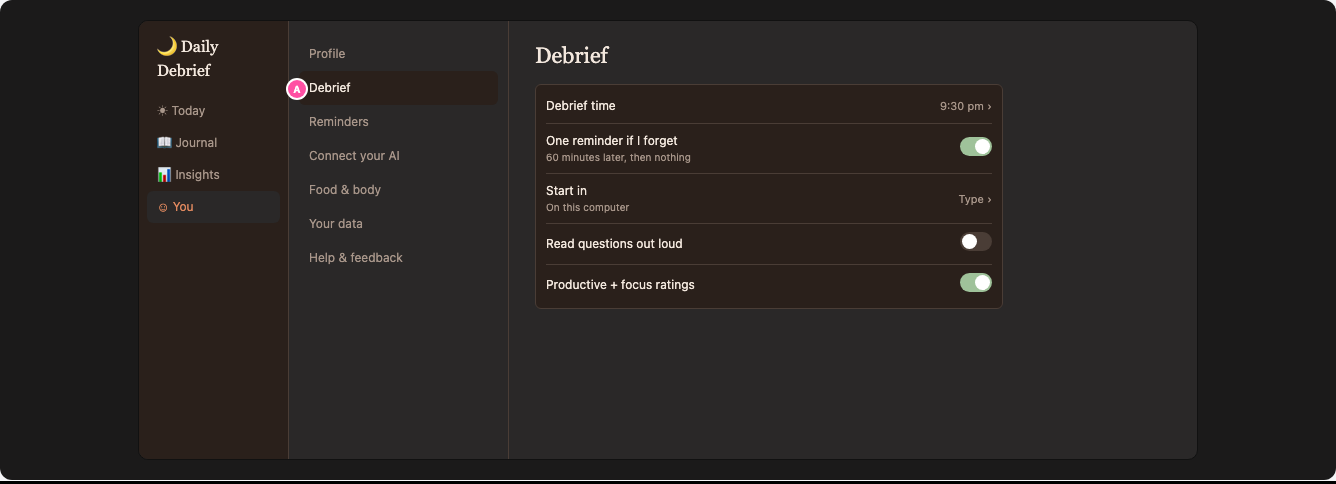 🌙 Daily
Debrief
☀ Today
📖 Journal
📊 Insights
☺ You
Profile
A
Debrief
Reminders
Connect your AI
Food & body
Your data
Help & feedback
Debrief
Debrief time
9:30 pm ›
One reminder if I forget
60 minutes later, then nothing
Start in
On this computer
Type ›
Read questions out loud
Productive + focus ratings